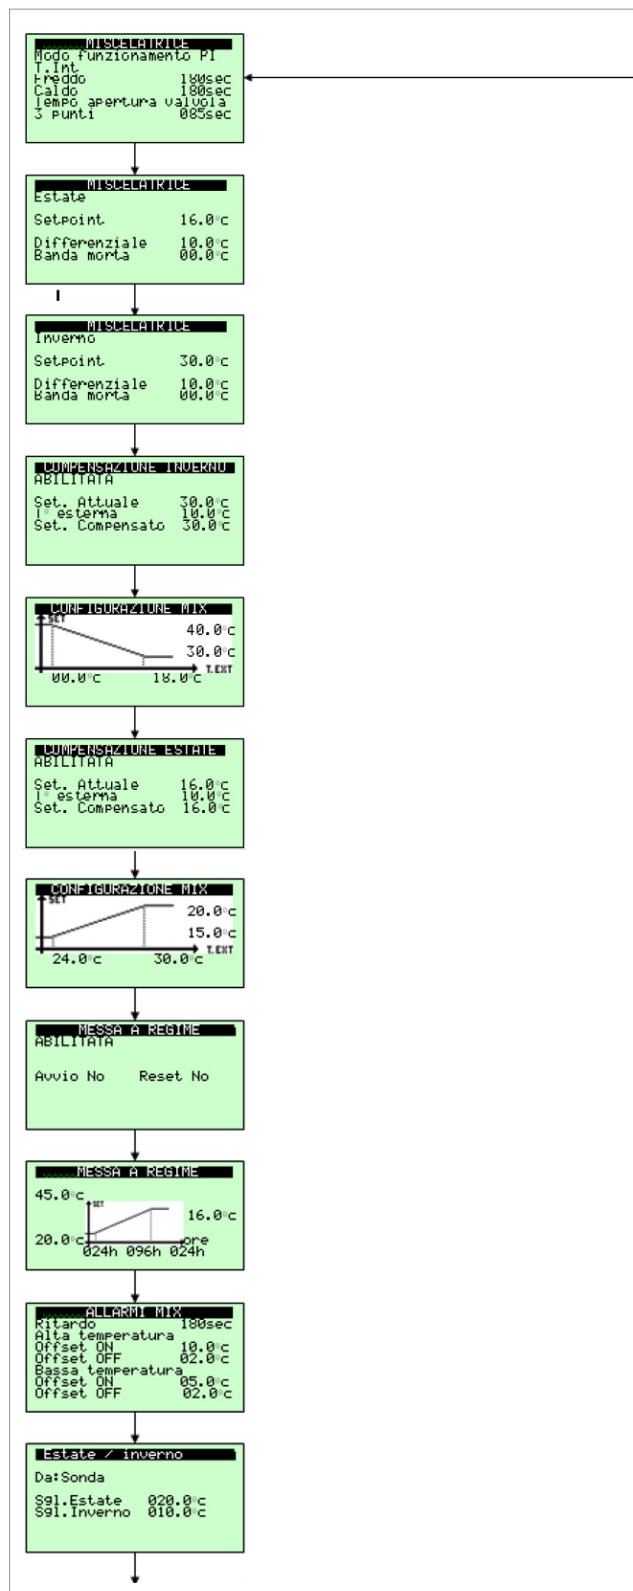 MISCELATRICE
Modo funzionamento PI
T.Int
Freddo 180sec
Caldo 180sec
Tempo apertura valvola
3 punti 085sec
MISCELATRICE
Estate
Setpoint 16.0°c
Differenziale 10.0°c
Banda morta 00.0°c
MISCELATRICE
Inverno
Setpoint 30.0°c
Differenziale 10.0°c
Banda morta 00.0°c
COMPENSAZIONE INVERNO
ABILITATA
Set. Attuale 30.0°c
T° esterna 10.0°c
Set. Compensato 30.0°c
CONFIGURAZIONE MIX
SET
40.0°c
30.0°c
T.EXT
00.0°c 18.0°c
COMPENSAZIONE ESTATE
ABILITATA
Set. Attuale 16.0°c
T° esterna 10.0°c
Set. Compensato 16.0°c
CONFIGURAZIONE MIX
SET
20.0°c
15.0°c
T.EXT
24.0°c 30.0°c
MESSA A REGIME
ABILITATA
Avvio No Reset No
MESSA A REGIME
45.0°c
SET
16.0°c
20.0°c ore
024h 096h 024h
ALLARMI MIX
Ritardo 180sec
Alta temperatura
Offset ON 10.0°c
Offset OFF 02.0°c
Bassa temperatura
Offset ON 05.0°c
Offset OFF 02.0°c
Estate / inverno
Da:Sonda
Sgl.Estate 020.0°c
Sgl.Inverno 010.0°c